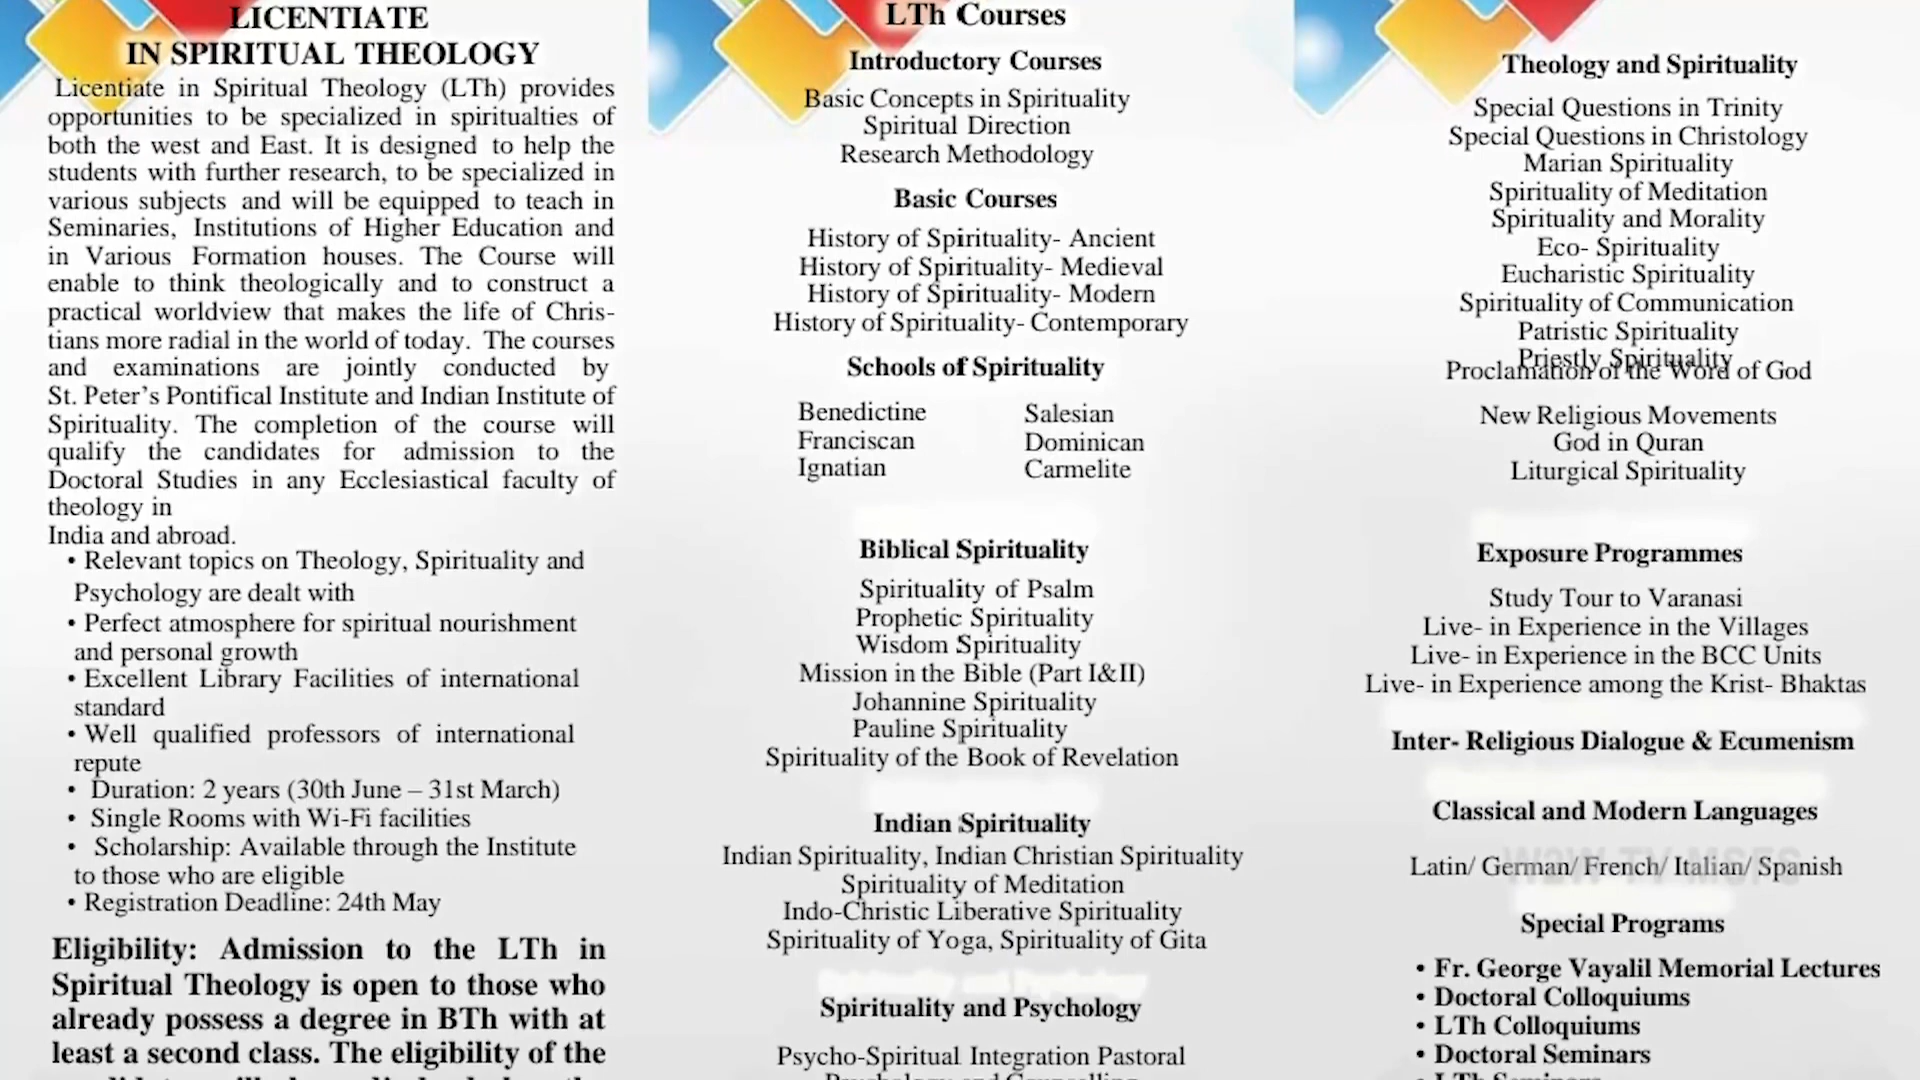 LICENTIATE
IN SPIRITUAL THEOLOGY
Licentiate in Spiritual Theology (LTh) provides
opportunities to be specialized in spiritualties of
both the west and East. It is designed to help the
students with further research, to be specialized in
various subjects and will be equipped to teach in
Seminaries, Institutions of Higher Education and
in Various Formation houses. The Course will
enable to think theologically and to construct a
practical worldview that makes the life of Chris-
tians more radial in the world of today. The courses
and examinations are jointly conducted by
St. Peter's Pontifical Institute and Indian Institute of
Spirituality. The completion of the course will
qualify the candidates for admission to the
Doctoral Studies in any Ecclesiastical faculty of
theology in
India and abroad.
• Relevant topics on Theology, Spirituality and
Psychology are dealt with
• Perfect atmosphere for spiritual nourishment
and personal growth
• Excellent Library Facilities of international
standard
• Well qualified professors of international
repute
• Duration: 2 years (30th June – 31st March)
• Single Rooms with Wi-Fi facilities
• Scholarship: Available through the Institute
to those who are eligible
• Registration Deadline: 24th May
Eligibility: Admission to the LTh in
Spiritual Theology is open to those who
already possess a degree in BTh with at
least a second class. The eligibility of the
LTh Courses
Introductory Courses
Basic Concepts in Spirituality
Spiritual Direction
Research Methodology
Basic Courses
History of Spirituality- Ancient
History of Spirituality- Medieval
History of Spirituality- Modern
History of Spirituality- Contemporary
Schools of Spirituality
Benedictine Salesian
Franciscan Dominican
Ignatian Carmelite
Biblical Spirituality
Spirituality of Psalm
Prophetic Spirituality
Wisdom Spirituality
Mission in the Bible (Part I&II)
Johannine Spirituality
Pauline Spirituality
Spirituality of the Book of Revelation
Indian Spirituality
Indian Spirituality, Indian Christian Spirituality
Spirituality of Meditation
Indo-Christic Liberative Spirituality
Spirituality of Yoga, Spirituality of Gita
Spirituality and Psychology
Psycho-Spiritual Integration Pastoral
Theology and Spirituality
Special Questions in Trinity
Special Questions in Christology
Marian Spirituality
Spirituality of Meditation
Spirituality and Morality
Eco- Spirituality
Eucharistic Spirituality
Spirituality of Communication
Patristic Spirituality
Priestly Spirituality
Proclamation of the Word of God
New Religious Movements
God in Quran
Liturgical Spirituality
Exposure Programmes
Study Tour to Varanasi
Live- in Experience in the Villages
Live- in Experience in the BCC Units
Live- in Experience among the Krist- Bhaktas
Inter- Religious Dialogue & Ecumenism
Classical and Modern Languages
Latin/ German/ French/ Italian/ Spanish
W2W TV MSFS
Special Programs
• Fr. George Vayalil Memorial Lectures
• Doctoral Colloquiums
• LTh Colloquiums
• Doctoral Seminars